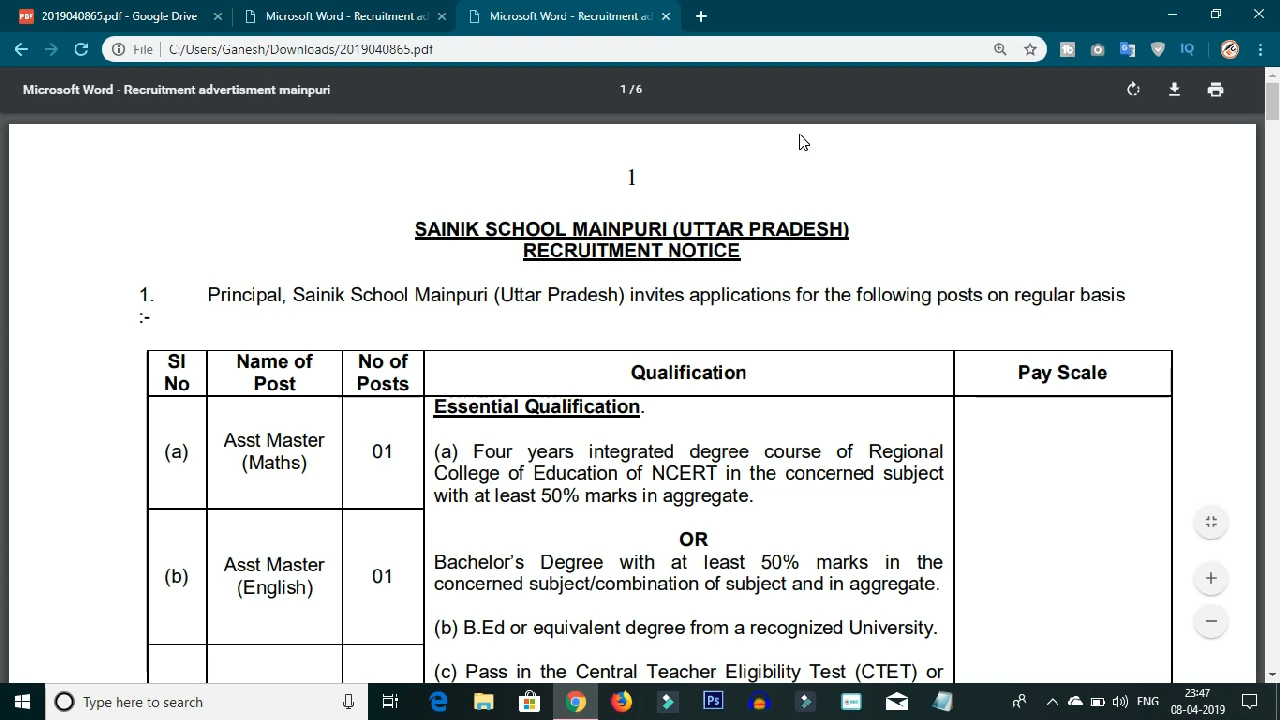 2019040865.pdf - Google Drive
Microsoft Word - Recruitment ad
Microsoft Word - Recruitment ad
File
C:/Users/Ganesh/Downloads/2019040865.pdf
IQ
Microsoft Word - Recruitment advertisment mainpuri
1 / 6
1
SAINIK SCHOOL MAINPURI (UTTAR PRADESH)
RECRUITMENT NOTICE
1. Principal, Sainik School Mainpuri (Uttar Pradesh) invites applications for the following posts on regular basis
:-
Sl No
Name of Post
No of Posts
Qualification
Pay Scale
(a)
Asst Master
(Maths)
01
Essential Qualification.
(a) Four years integrated degree course of Regional
College of Education of NCERT in the concerned subject
with at least 50% marks in aggregate.
OR
(b)
Asst Master
(English)
01
Bachelor's Degree with at least 50% marks in the
concerned subject/combination of subject and in aggregate.
(b) B.Ed or equivalent degree from a recognized University.
(c) Pass in the Central Teacher Eligibility Test (CTET) or
Type here to search
Ps
ENG
23:47
08-04-2019